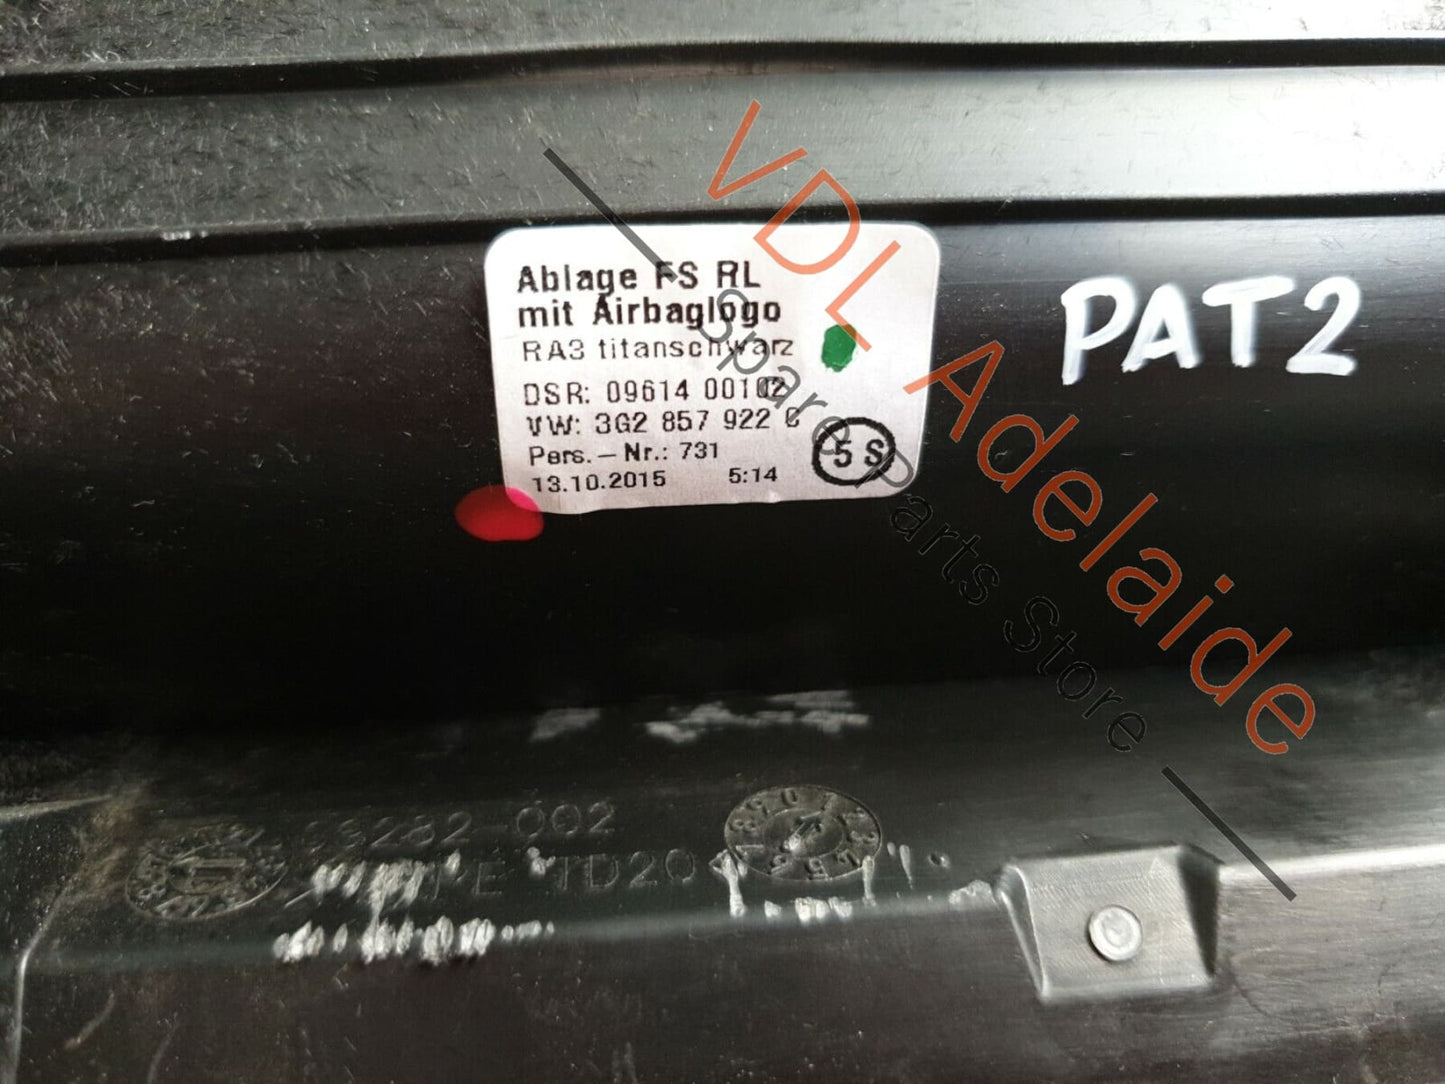 Ablage FS RL
mit Airbaglogo
RA3 titanschwarz
DSR: 09614 00102
VW: 3G2 857 922 C
Pers.-Nr.: 731
13.10.2015 5:14
5 S
PAT2
VDL Adelaide
Spare Parts Store